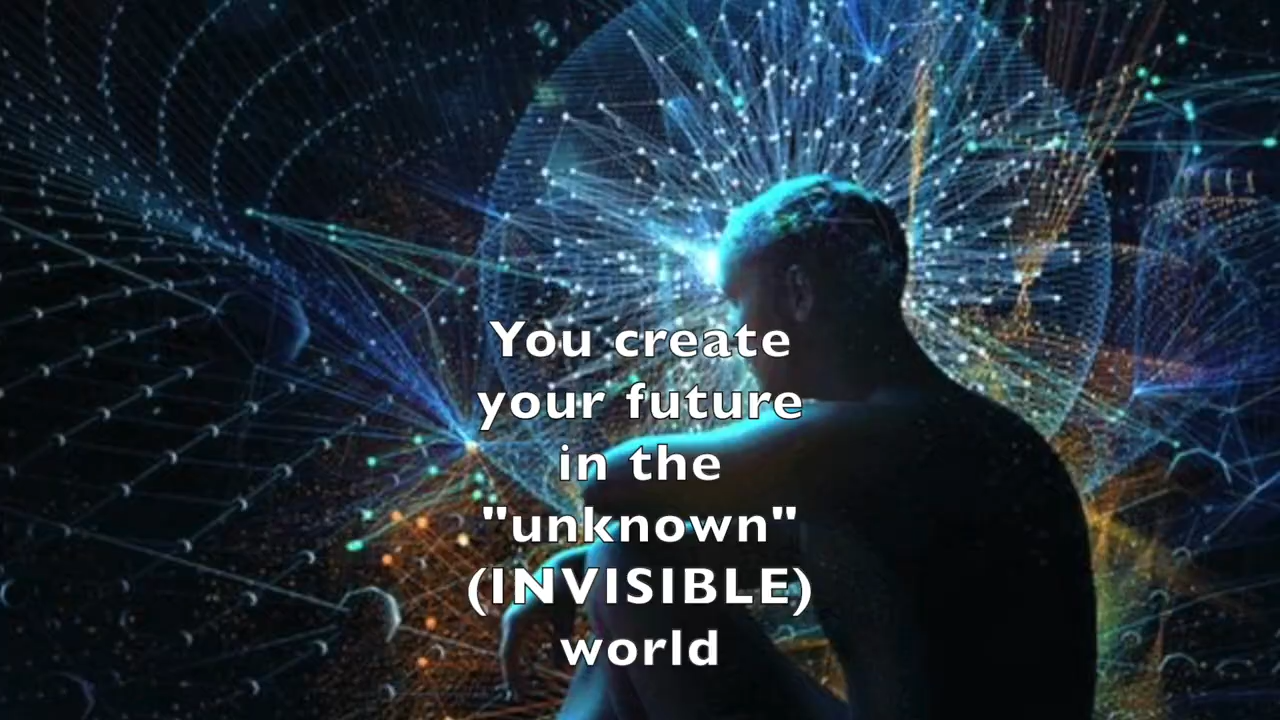 You create
your future
in the
"unknown"
(INVISIBLE)
world